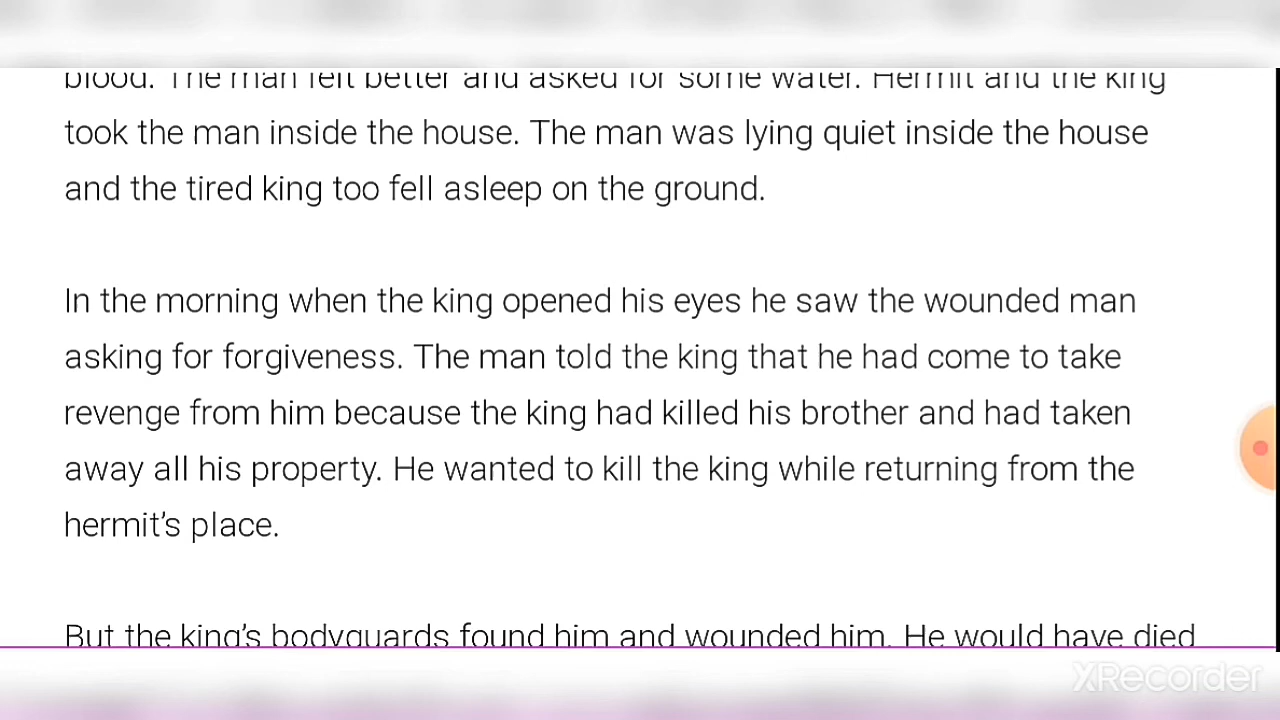 blood. The man felt better and asked for some water. Hermit and the king
took the man inside the house. The man was lying quiet inside the house
and the tired king too fell asleep on the ground.
In the morning when the king opened his eyes he saw the wounded man
asking for forgiveness. The man told the king that he had come to take
revenge from him because the king had killed his brother and had taken
away all his property. He wanted to kill the king while returning from the
hermit's place.
But the king's bodyguards found him and wounded him. He would have died
XRecorder